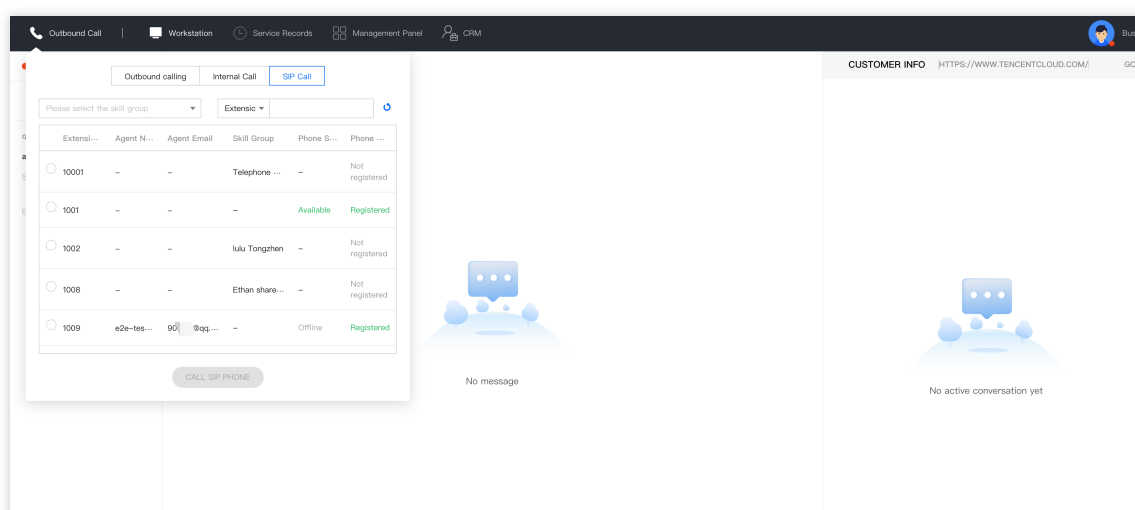 Outbound Call | Workstation Service Records Management Panel CRM Bus
CUSTOMER INFO HTTPS://WWW.TENCENTCLOUD.COM/ GO
Outbound calling Internal Call SIP Call
Please select the skill group Extensic
Extensi... Agent N... Agent Email Skill Group Phone S... Phone ...
10001 – – Telephone ... – Not registered
1001 – – – Available Registered
1002 – – lulu Tongzhen – Not registered
1008 – – Ethan share... – Not registered
1009 e2e-tes... 90 @qq.... – Offline Registered
CALL SIP PHONE
No message
No active conversation yet